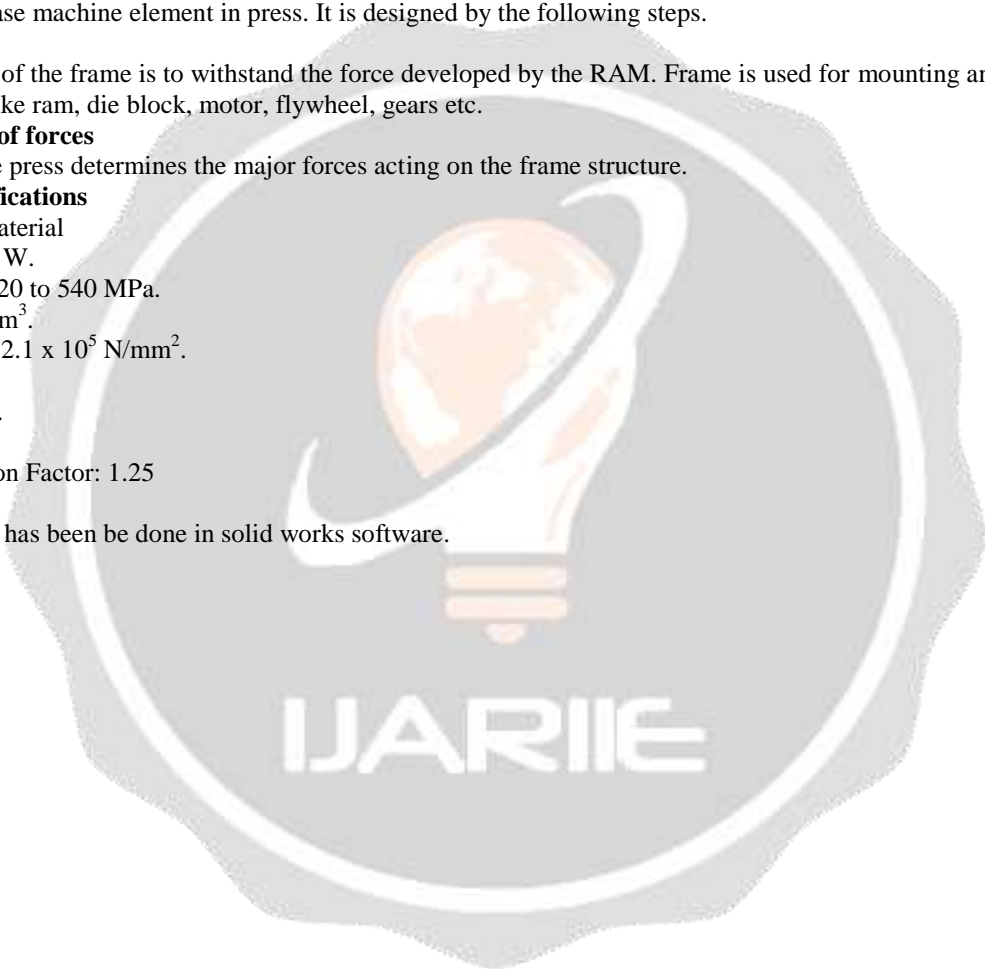 ase machine element in press. It is designed by the following steps.
of the frame is to withstand the force developed by the RAM. Frame is used for mounting an
ke ram, die block, motor, flywheel, gears etc.
of forces
e press determines the major forces acting on the frame structure.
fications
aterial
W.
20 to 540 MPa.
m³.
2.1 x 10⁵ N/mm².
.
on Factor: 1.25
has been be done in solid works software.
IJARIIE